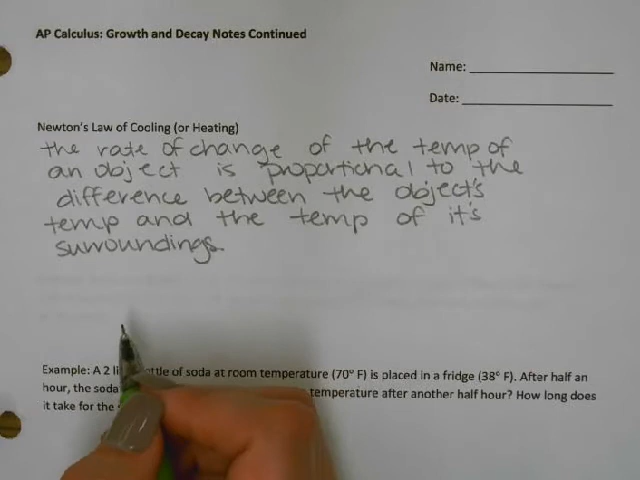 AP Calculus: Growth and Decay Notes Continued
Name:
Date:
Newton's Law of Cooling (or Heating)
the rate of change of the temp of
an object is proportional to the
difference between the object's
temp and the temp of it's
surroundings.
Example: A 2 li ttle of soda at room temperature (70° F) is placed in a fridge (38° F). After half an
hour, the soda temperature after another half hour? How long does
it take for the